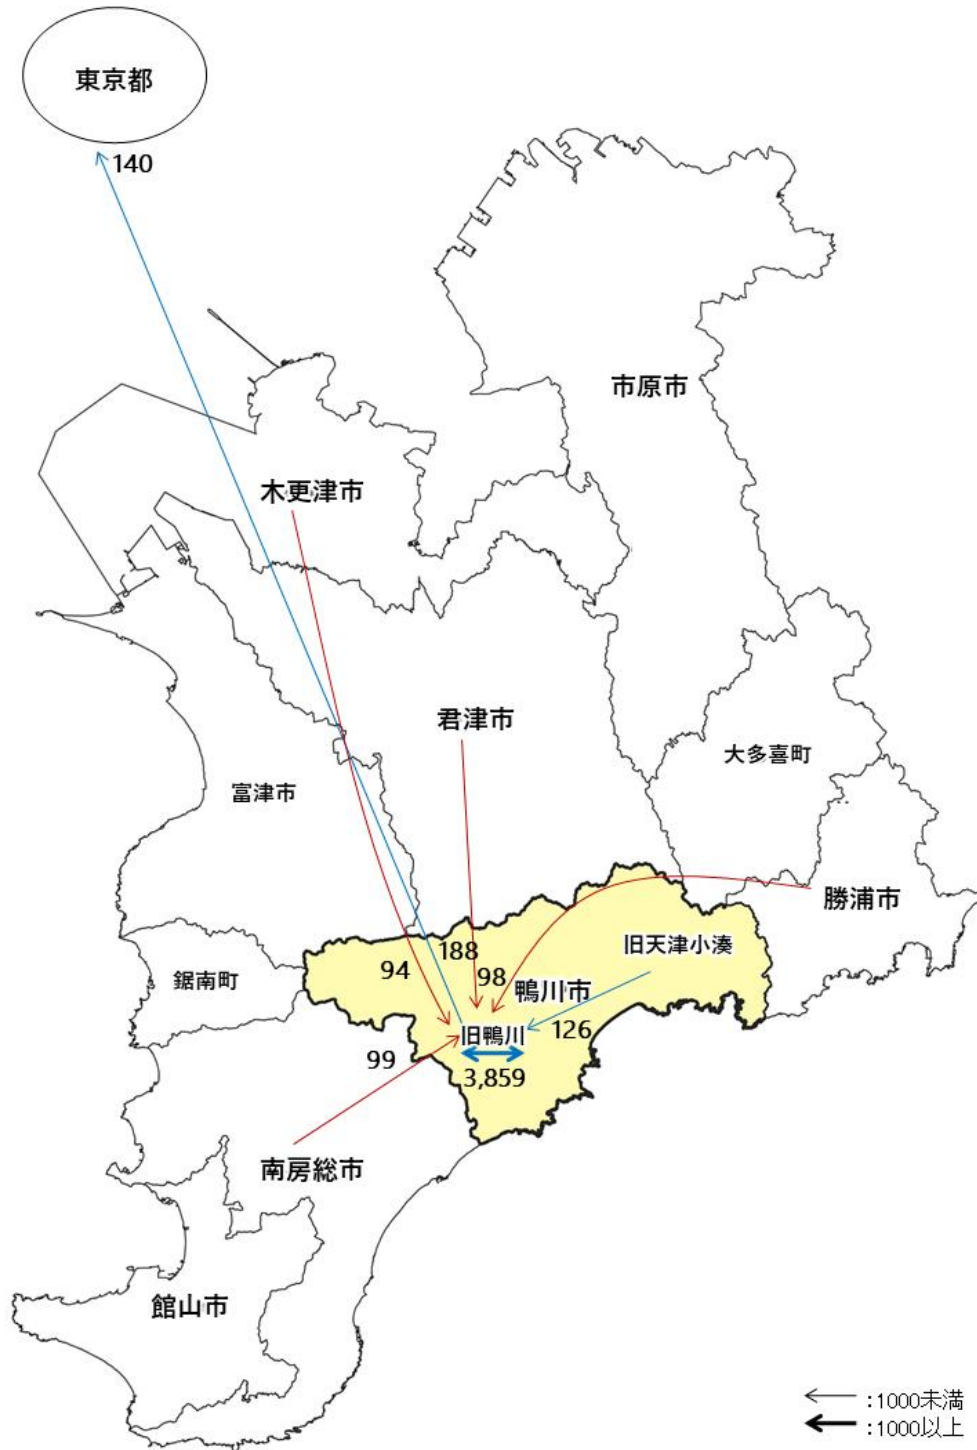 東京都
140
市原市
木更津市
君津市
大多喜町
富津市
勝浦市
旧天津小湊
188
94
98
鋸南町
鴨川市
旧鴨川
126
99
3,859
南房総市
館山市
:1000未満
:1000以上